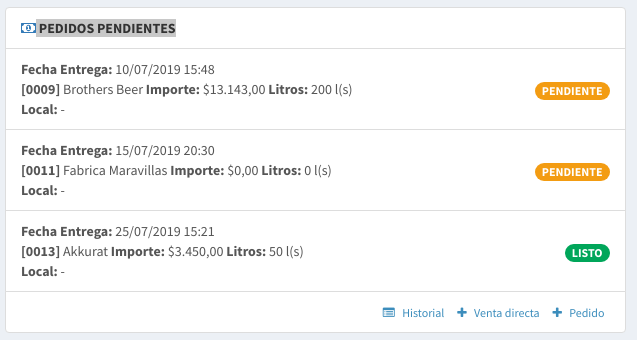 PEDIDOS PENDIENTES
Fecha Entrega: 10/07/2019 15:48
[0009] Brothers Beer Importe: $13.143,00 Litros: 200 l(s)
PENDIENTE
Local: -
Fecha Entrega: 15/07/2019 20:30
[0011] Fabrica Maravillas Importe: $0,00 Litros: 0 l(s)
PENDIENTE
Local: -
Fecha Entrega: 25/07/2019 15:21
[0013] Akkurat Importe: $3.450,00 Litros: 50 l(s)
LISTO
Local: -
Historial + Venta directa + Pedido